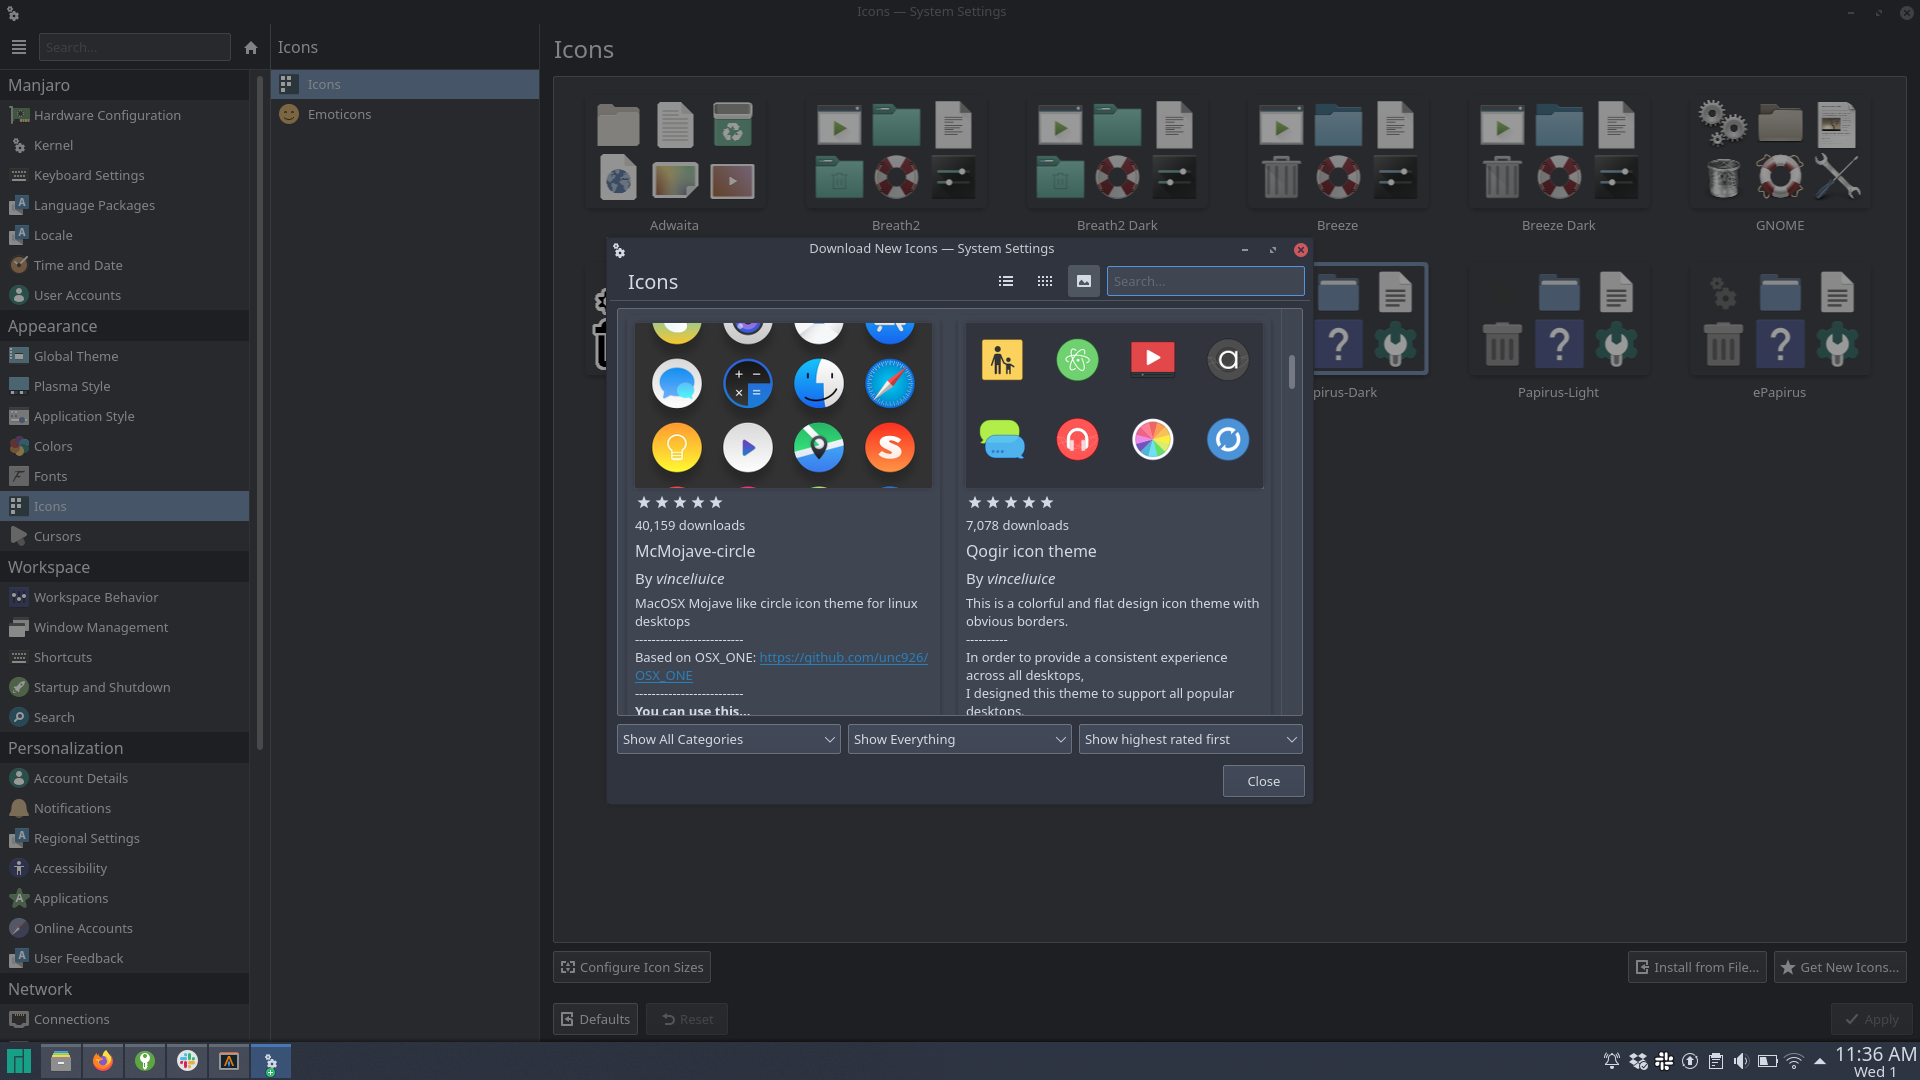 Icons — System Settings
Search...
Icons
Icons
Manjaro
Hardware Configuration
Kernel
Keyboard Settings
Language Packages
Locale
Time and Date
User Accounts
Appearance
Global Theme
Plasma Style
Application Style
Colors
Fonts
Icons
Cursors
Workspace
Workspace Behavior
Window Management
Shortcuts
Startup and Shutdown
Search
Personalization
Account Details
Notifications
Regional Settings
Accessibility
Applications
Online Accounts
User Feedback
Network
Connections
Icons
Emoticons
Adwaita
Breath2
Breath2 Dark
Breeze
Breeze Dark
GNOME
pirus-Dark
Papirus-Light
ePapirus
Download New Icons — System Settings
Icons
Search...
40,159 downloads
McMojave-circle
By vinceliuice
MacOSX Mojave like circle icon theme for linux
desktops
--------------------------
Based on OSX_ONE: https://github.com/unc926/
OSX_ONE
--------------------------
You can use this...
7,078 downloads
Qogir icon theme
By vinceliuice
This is a colorful and flat design icon theme with
obvious borders.
----------
In order to provide a consistent experience
across all desktops,
I designed this theme to support all popular
desktops.
Show All Categories
Show Everything
Show highest rated first
Close
Configure Icon Sizes
Install from File...
Get New Icons...
Defaults
Reset
Apply
11:36 AM
Wed 1